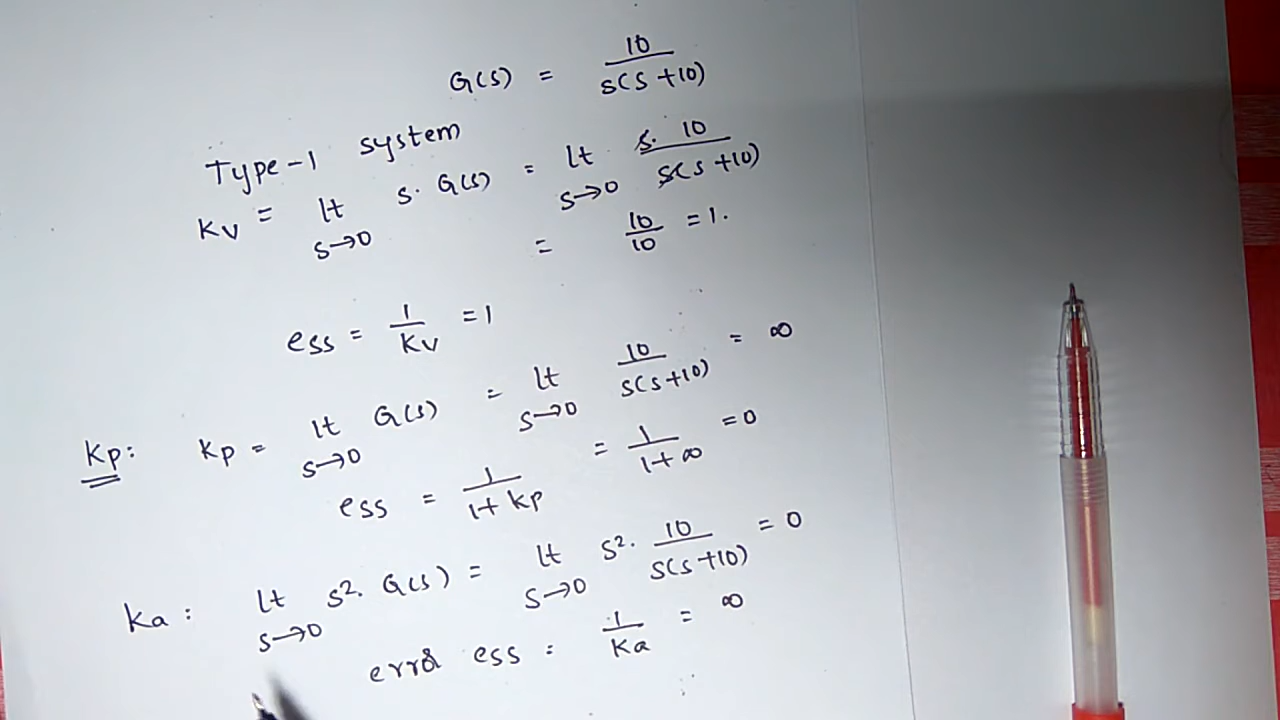 G(s) = 10 / s(s+10)
Type-1 system
Kv = lt s→0 s. G(s) = lt s→0 s. 10 / s(s+10)
= 10/10 = 1.
ess = 1/Kv = 1
Kp: Kp = lt s→0 G(s) = lt s→0 10 / s(s+10) = ∞
ess = 1 / 1+Kp = 1 / 1+∞ = 0
Ka: lt s→0 s². G(s) = lt s→0 s². 10 / s(s+10) = 0
error ess = 1/Ka = ∞